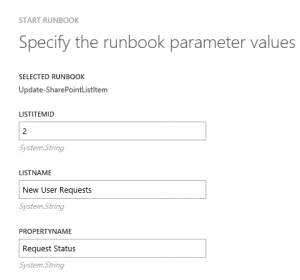 START RUNBOOK
Specify the runbook parameter values
SELECTED RUNBOOK
Update-SharePointListItem
LISTITEMID
2
System.String
LISTNAME
New User Requests
System.String
PROPERTYNAME
Request Status
System.String